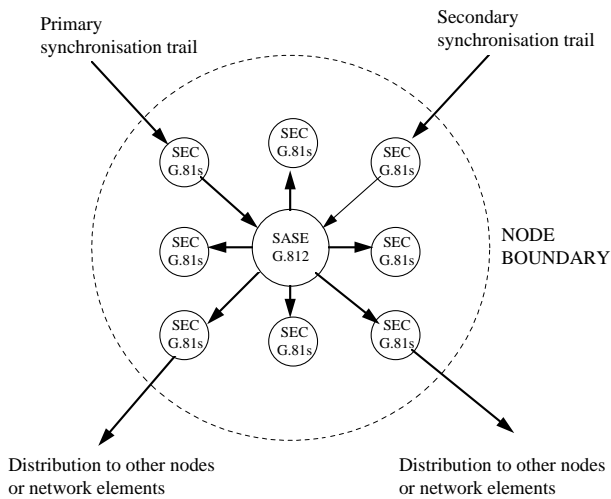 Primary
synchronisation trail
Secondary
synchronisation trail
SEC
G.81s
SEC
G.81s
SEC
G.81s
SEC
G.81s
SASE
G.812
SEC
G.81s
NODE
BOUNDARY
SEC
G.81s
SEC
G.81s
SEC
G.81s
Distribution to other nodes
or network elements
Distribution to other nodes
or network elements